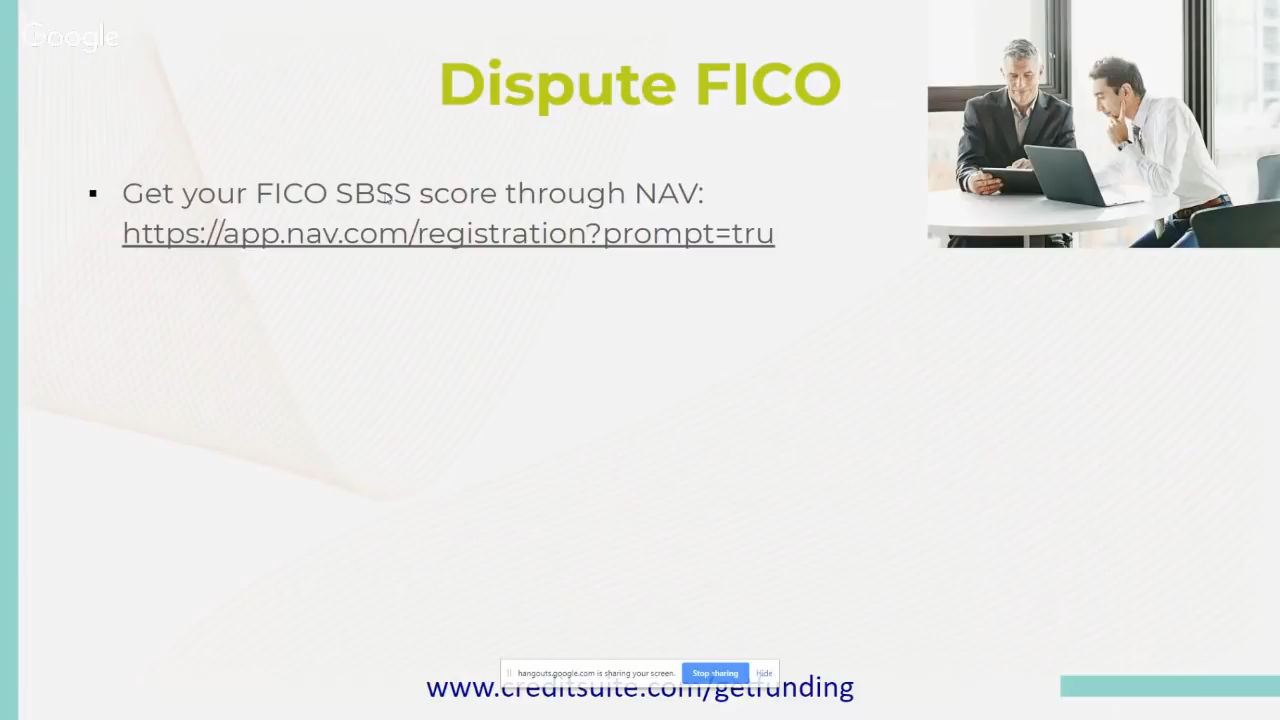 Google
Dispute FICO
▪ Get your FICO SBSS score through NAV:
https://app.nav.com/registration?prompt=tru
hangouts.google.com is sharing your screen. Stop sharing Hide
www.creditsuite.com/getfunding